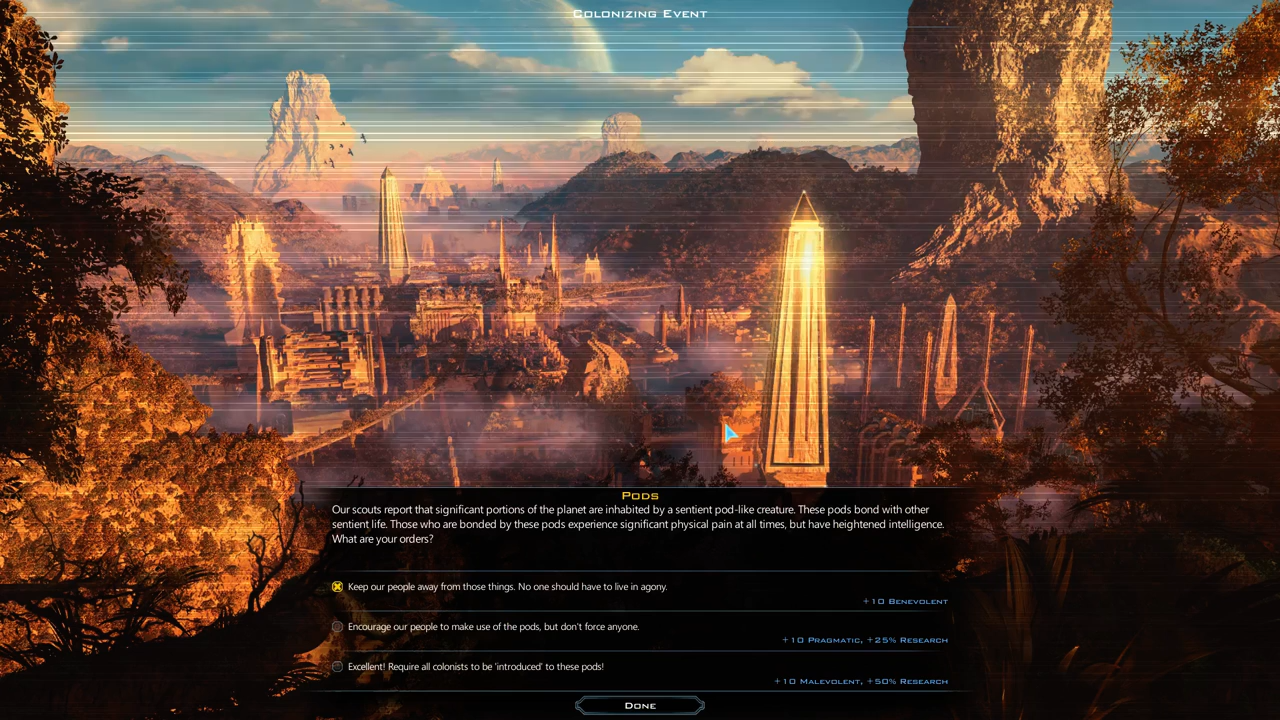 Colonizing Event
Pods
Our scouts report that significant portions of the planet are inhabited by a sentient pod-like creature. These pods bond with other
sentient life. Those who are bonded by these pods experience significant physical pain at all times, but have heightened intelligence.
What are your orders?
Keep our people away from those things. No one should have to live in agony.
+10 Benevolent
Encourage our people to make use of the pods, but don't force anyone.
+10 Pragmatic, +25% Research
Excellent! Require all colonists to be 'introduced' to these pods!
+10 Malevolent, +50% Research
Done